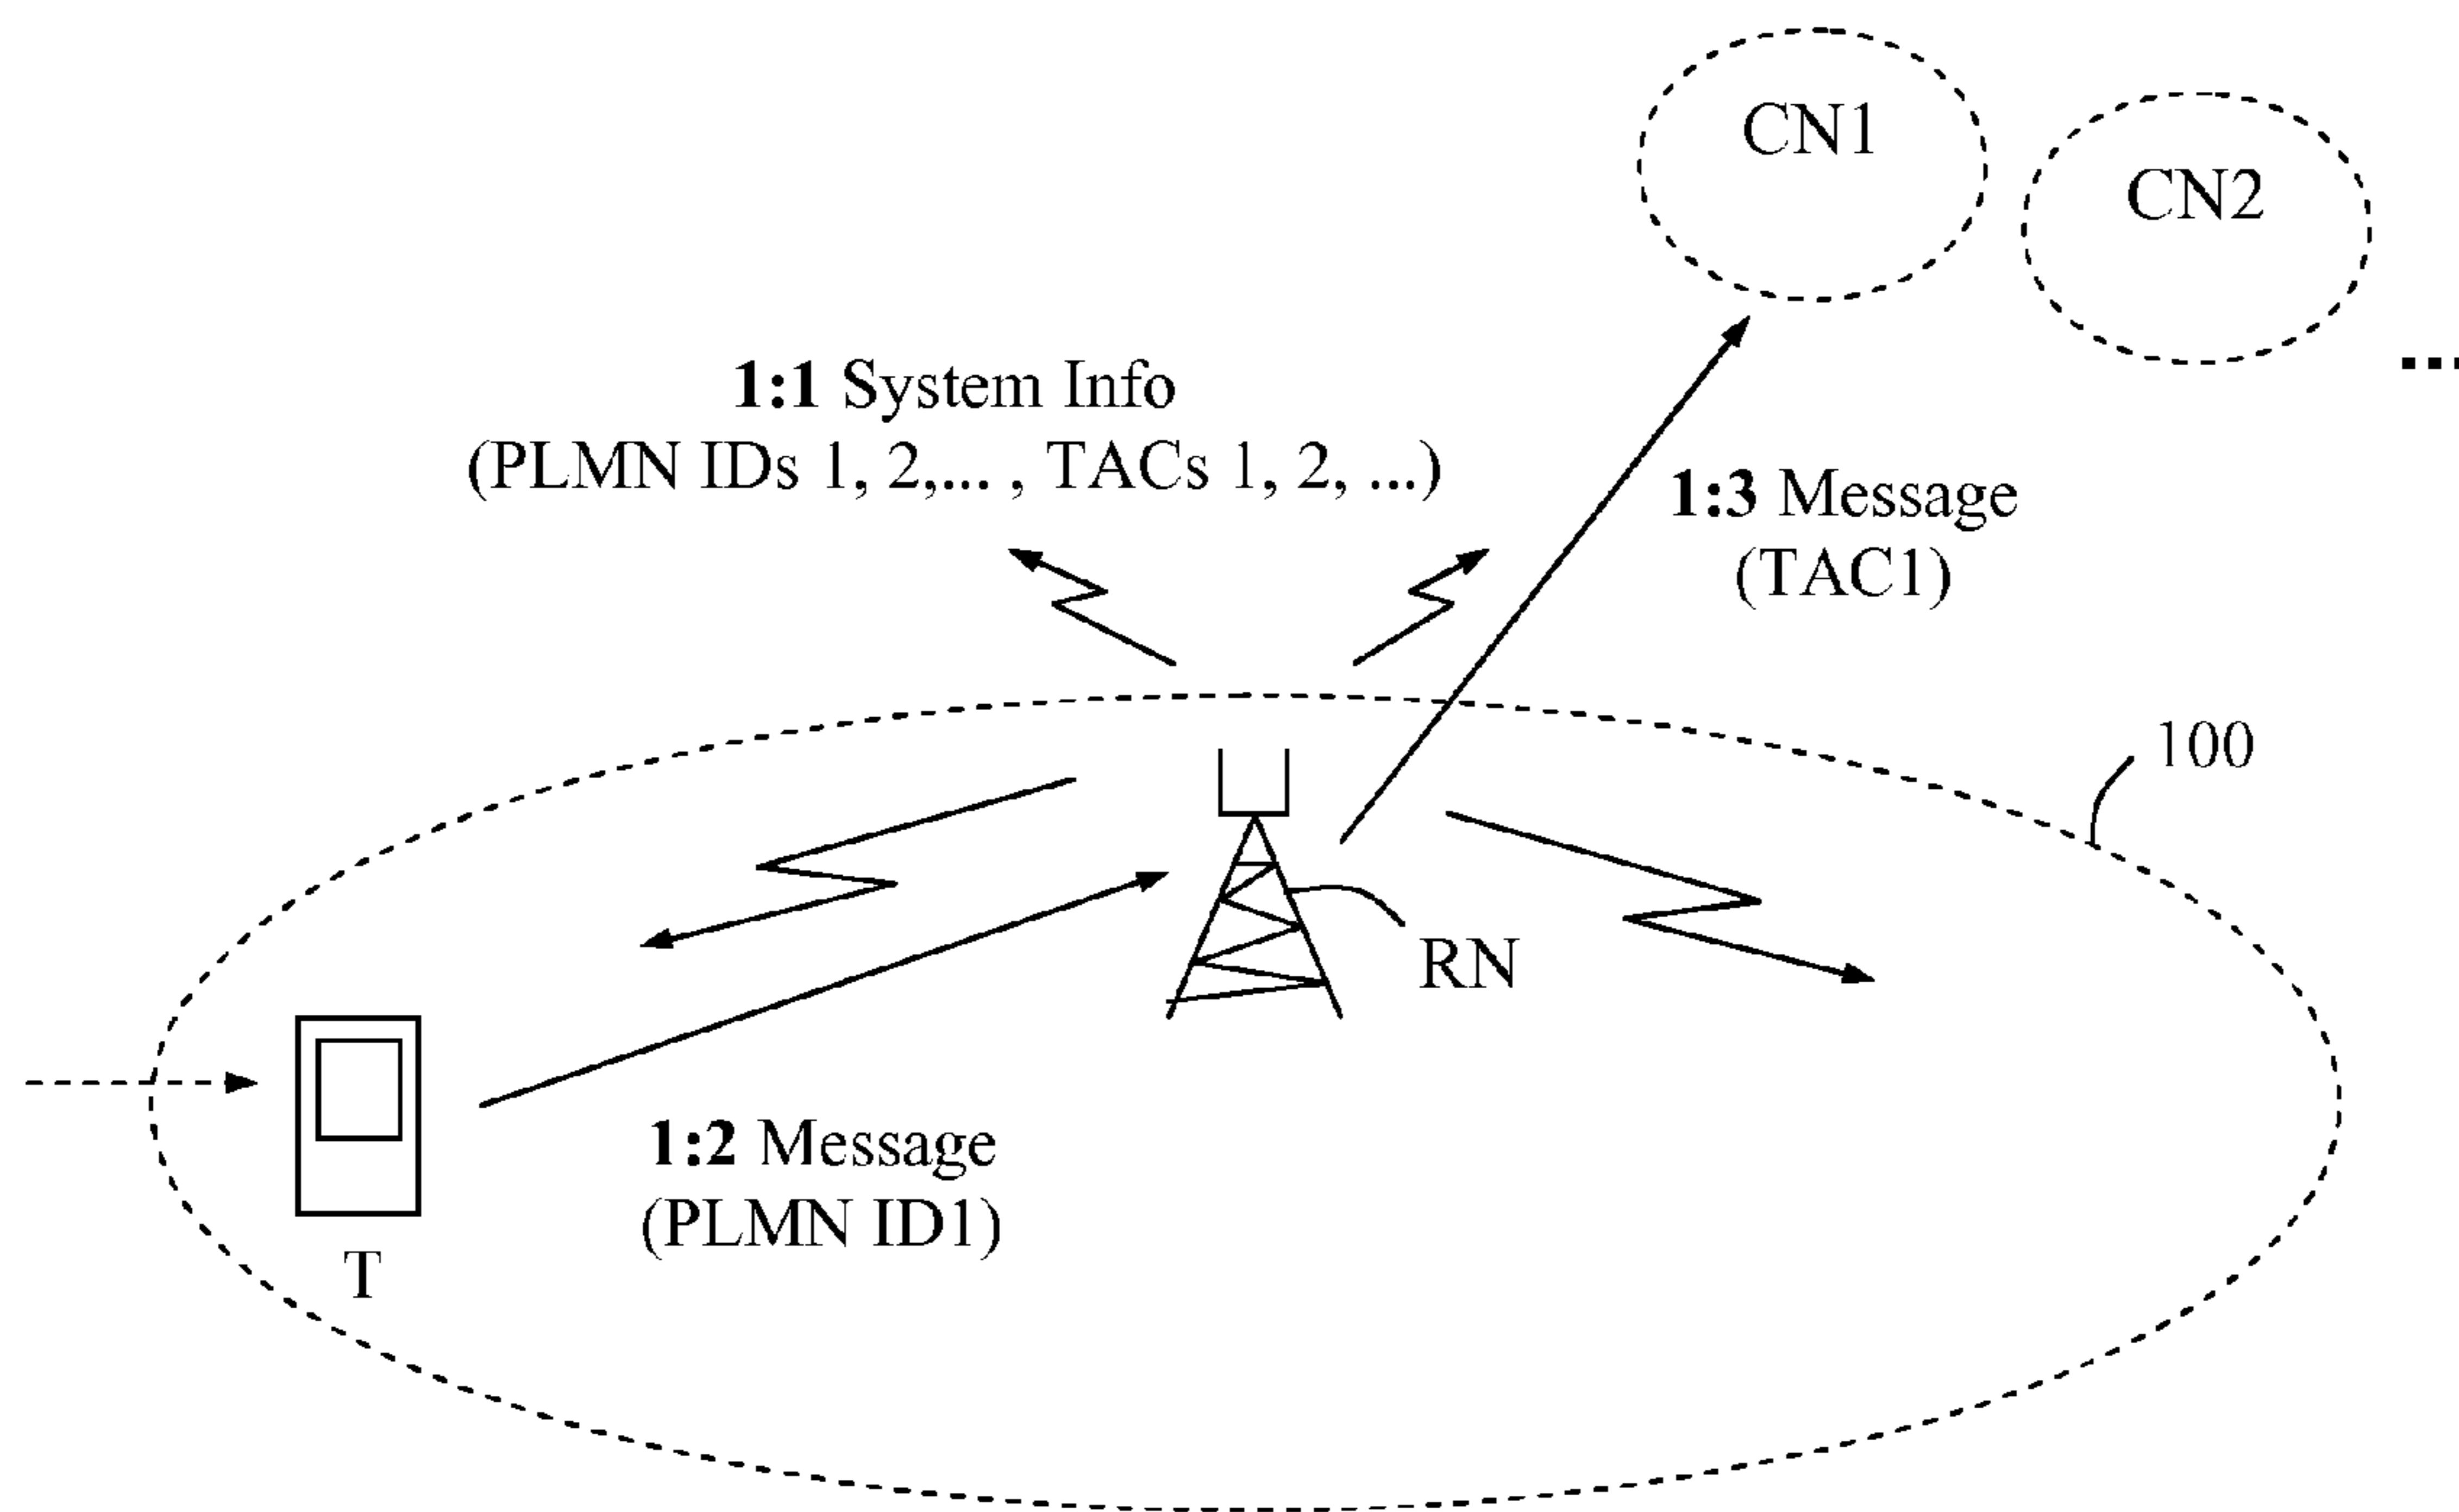 CN1
CN2
...
1:1 System Info
(PLMN IDs 1, 2,... , TACs 1, 2, ...)
1:3 Message
(TAC1)
100
RN
1:2 Message
(PLMN ID1)
T